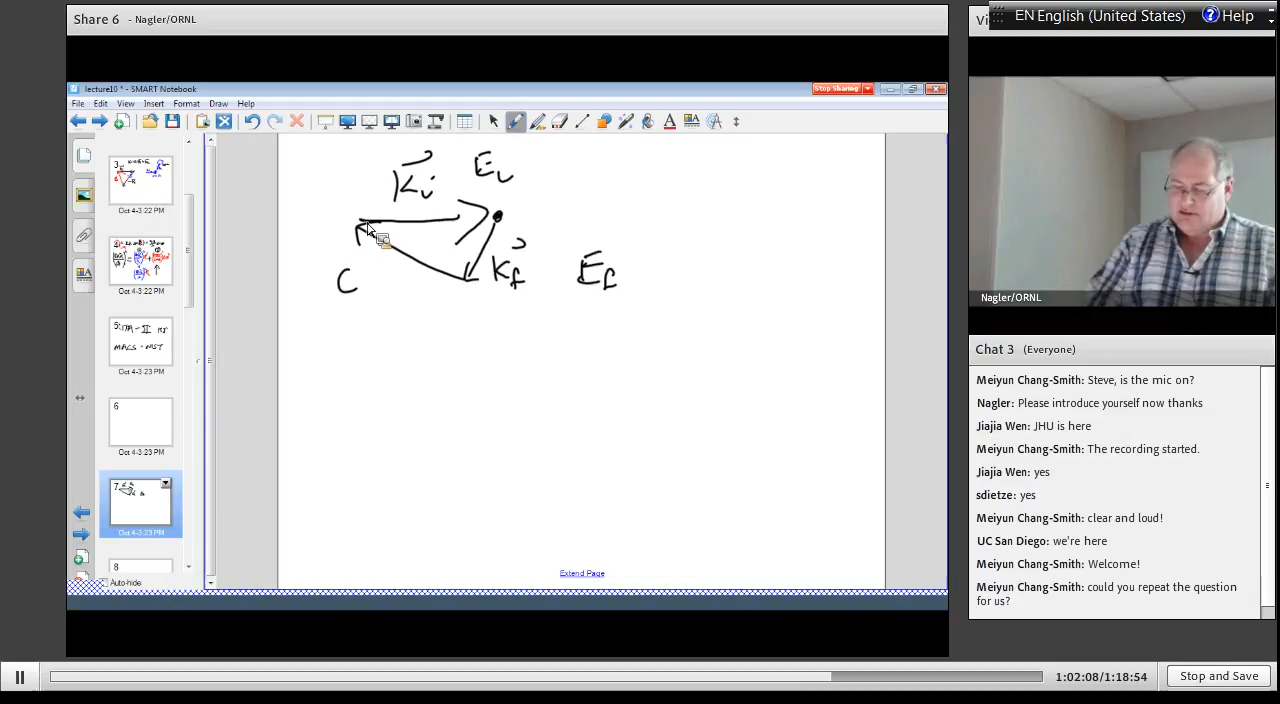 Share 6 - Nagler/ORNL
EN English (United States) Help
lecture10 * - SMART Notebook
Stop Sharing
File Edit View Insert Format Draw Help
Oct 4-3:22 PM
Oct 4-3:22 PM
MACS - NIST
Oct 4-3:23 PM
6
Oct 4-3:23 PM
7
Oct 4-3:23 PM
8
Auto-hide
Ki Ei
Kf Ef
Extend Page
Nagler/ORNL
Chat 3 (Everyone)
Meiyun Chang-Smith: Steve, is the mic on?
Nagler: Please introduce yourself now thanks
Jiajia Wen: JHU is here
Meiyun Chang-Smith: The recording started.
Jiajia Wen: yes
sdietze: yes
Meiyun Chang-Smith: clear and loud!
UC San Diego: we're here
Meiyun Chang-Smith: Welcome!
Meiyun Chang-Smith: could you repeat the question
for us?
1:02:08/1:18:54
Stop and Save